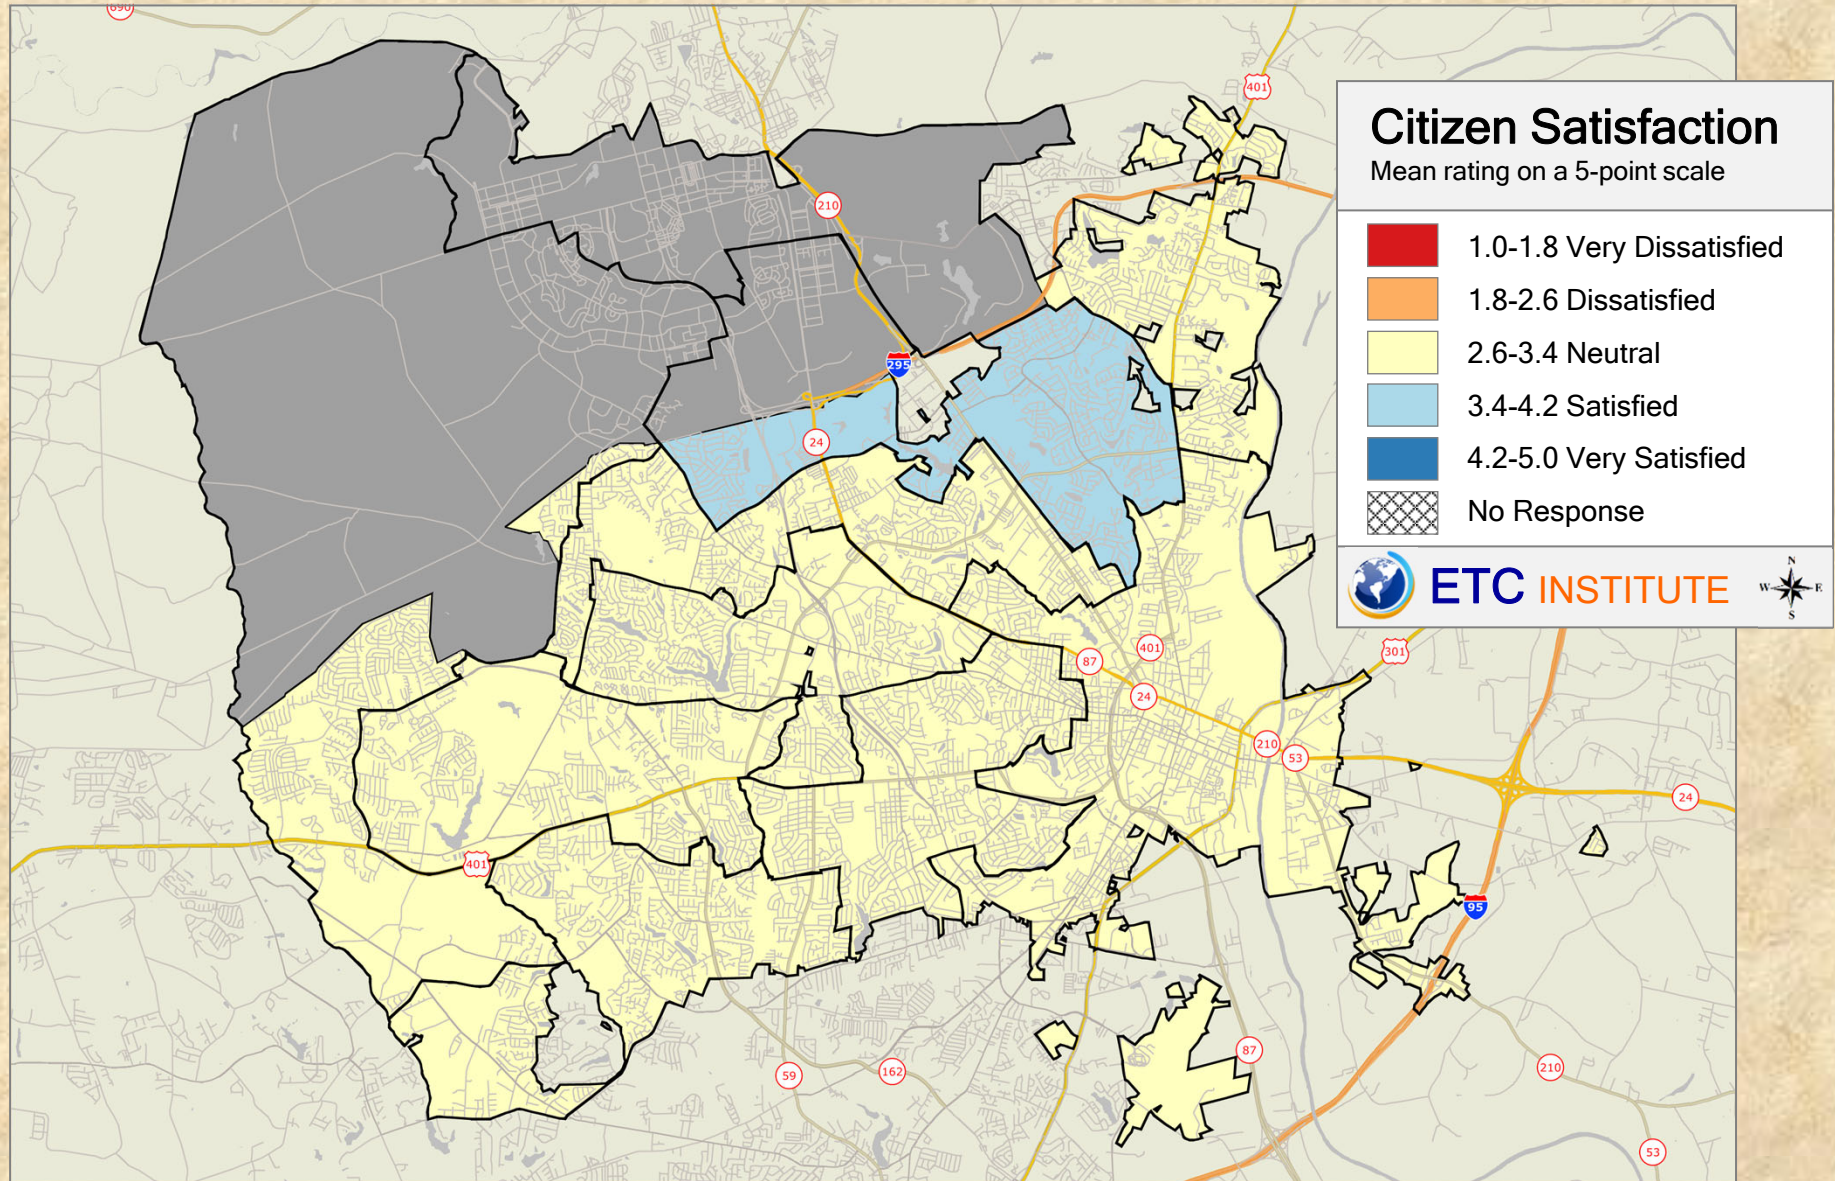 690
401
Citizen Satisfaction
Mean rating on a 5-point scale
210
1.0-1.8 Very Dissatisfied
1.8-2.6 Dissatisfied
2.6-3.4 Neutral
295
3.4-4.2 Satisfied
24
4.2-5.0 Very Satisfied
No Response
ETC INSTITUTE
N
W E
S
401
301
87
24
210
53
24
401
95
87
210
59
162
53